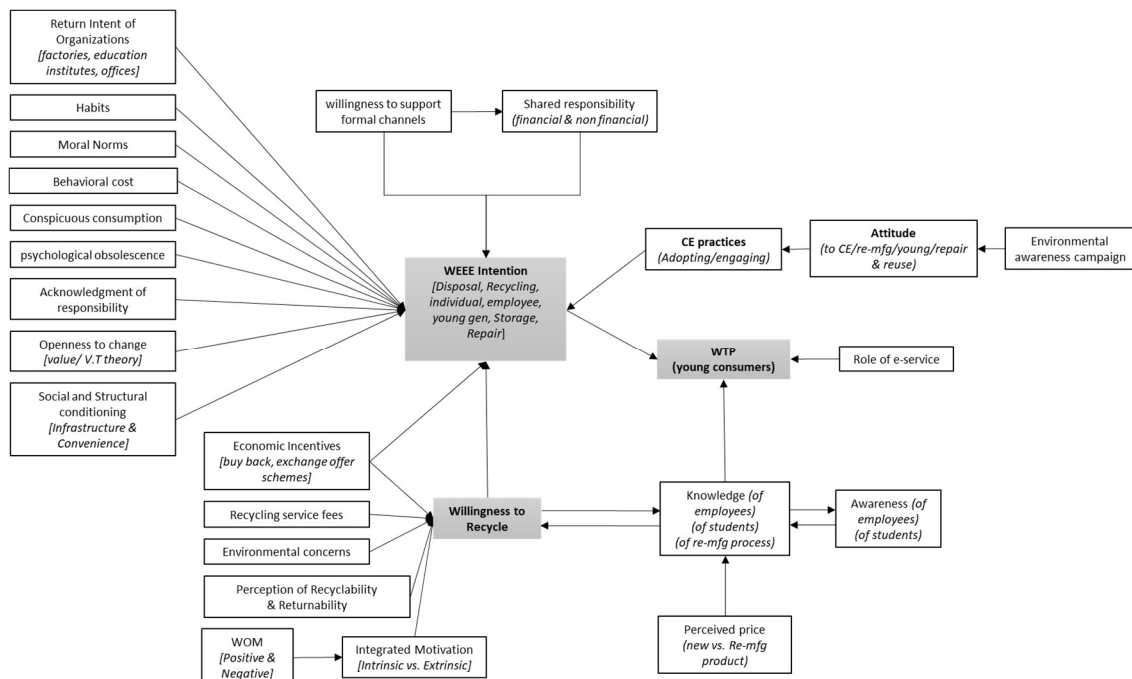 Return Intent of
Organizations
[factories, education
institutes, offices]
Habits
Moral Norms
Behavioral cost
Conspicuous consumption
psychological obsolescence
Acknowledgment of
responsibility
Openness to change
[value/ V.T theory]
Social and Structural
conditioning
[Infrastructure &
Convenience]
willingness to support
formal channels
Shared responsibility
(financial & non financial)
WEEE Intention
[Disposal, Recycling,
individual, employee,
young gen, Storage,
Repair]
CE practices
(Adopting/engaging)
Attitude
(to CE/re-mfg/young/repair
& reuse)
Environmental
awareness campaign
WTP
(young consumers)
Role of e-service
Economic Incentives
[buy back, exchange offer
schemes]
Recycling service fees
Environmental concerns
Perception of Recyclability
& Returnability
WOM
[Positive &
Negative]
Integrated Motivation
[Intrinsic vs. Extrinsic]
Willingness to
Recycle
Knowledge (of
employees)
(of students)
(of re-mfg process)
Awareness (of
employees)
(of students)
Perceived price
(new vs. Re-mfg
product)